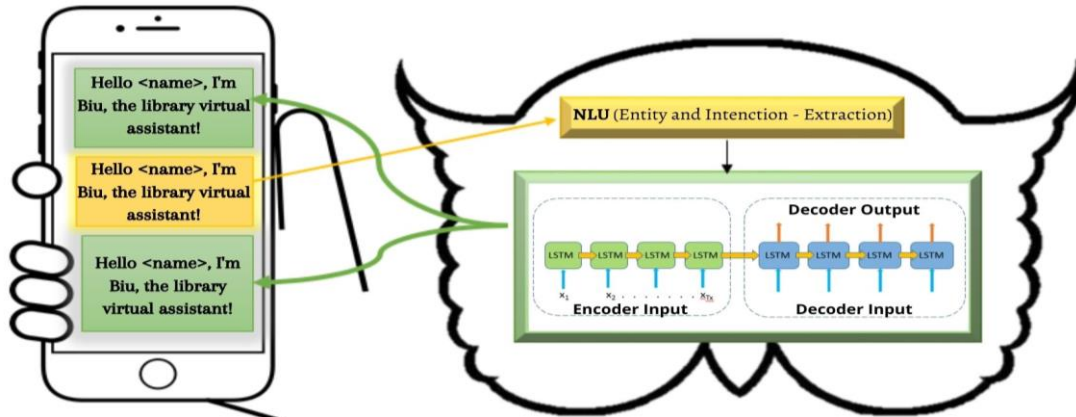 Hello <name>, I'm
Biu, the library virtual
assistant!
Hello <name>, I'm
Biu, the library virtual
assistant!
Hello <name>, I'm
Biu, the library
virtual assistant!
NLU (Entity and Intenction - Extraction)
Decoder Output
LSTM LSTM LSTM LSTM LSTM LSTM LSTM LSTM
x1 x2 . . . . . . . xTx
Encoder Input Decoder Input